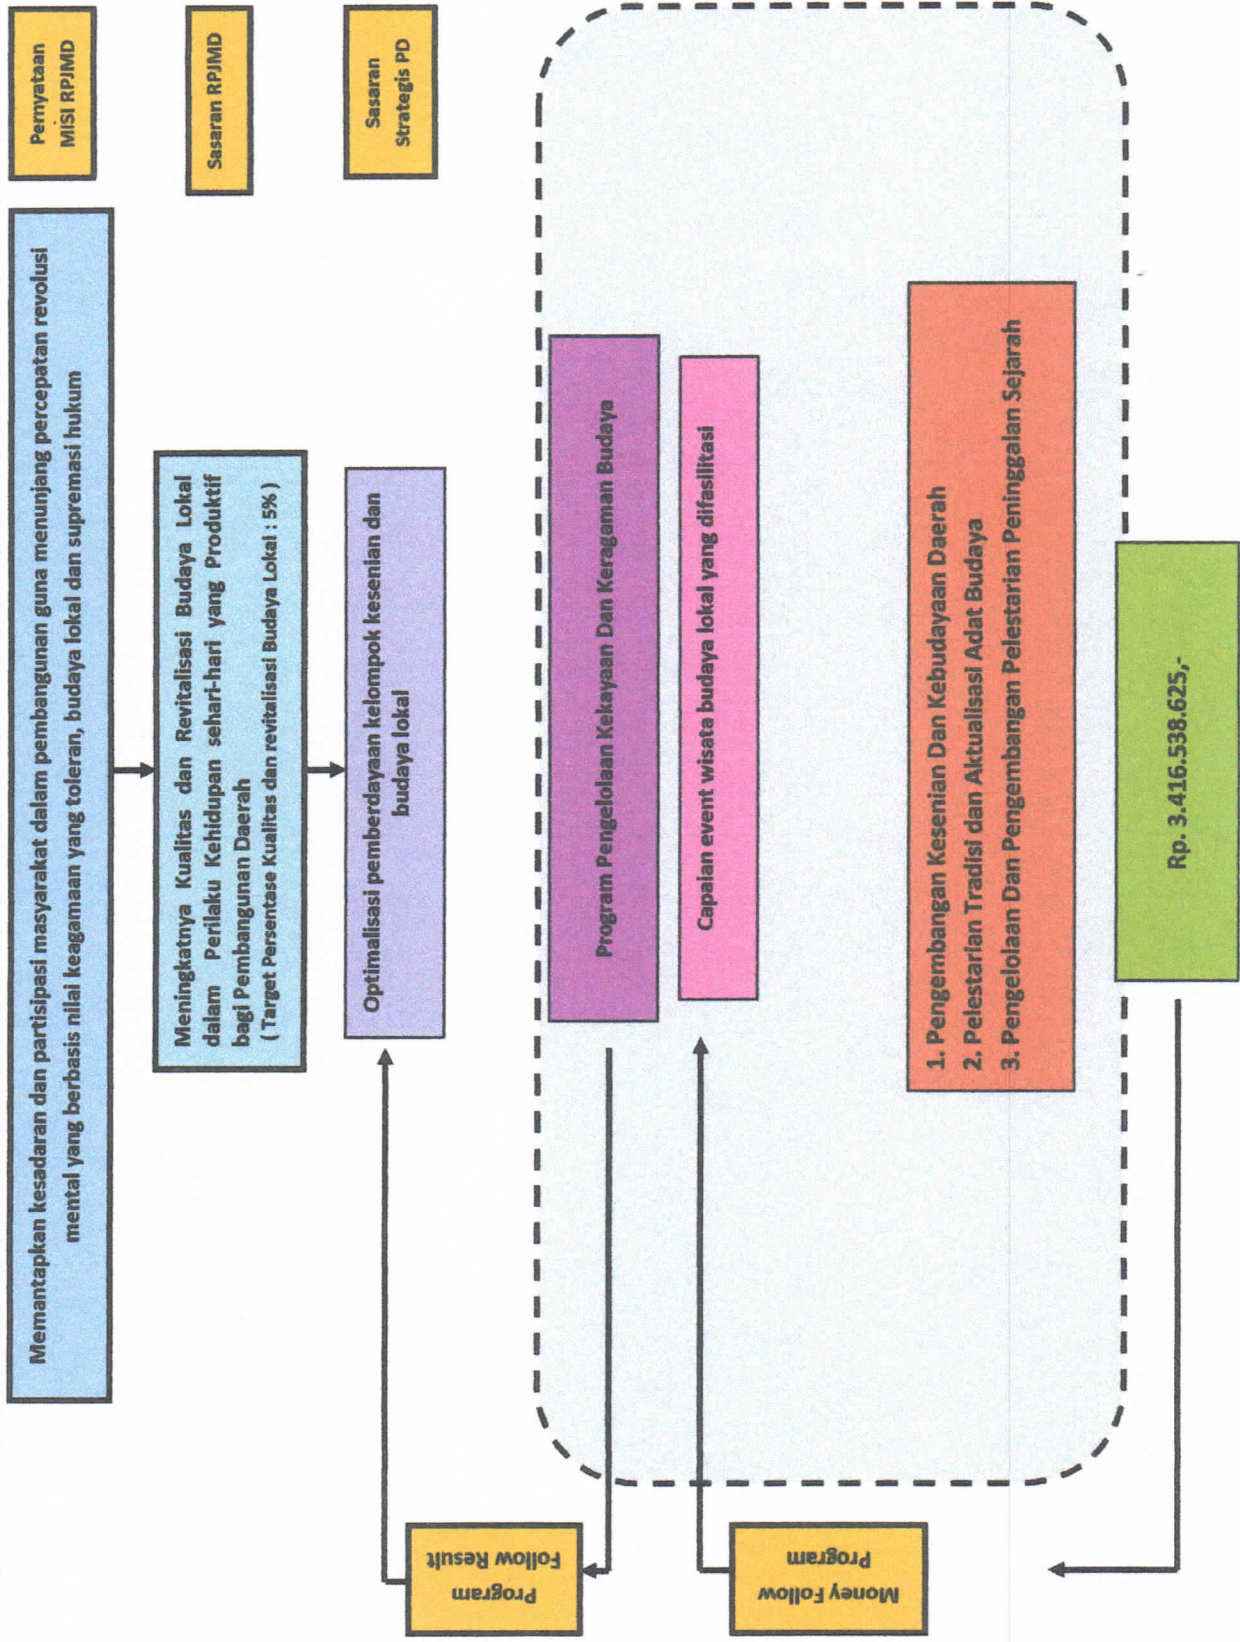 Memantapkan kesadaran dan partisipasi masyarakat dalam pembangunan guna menunjang percepatan revolusi
mental yang berbasis nilai keagamaan yang toleran, budaya lokal dan supremasi hukum
Pernyataan
MISI RPJMD
Meningkatnya Kualitas dan Revitalisasi Budaya Lokal
dalam Perilaku Kehidupan sehari-hari yang Produktif
bagi Pembangunan Daerah
( Target Persentase Kualitas dan revitalisasi Budaya Lokal : 5% )
Sasaran RPJMD
Optimalisasi pemberdayaan kelompok kesenian dan
budaya lokal
Sasaran
Strategis PD
Program
Follow Result
Program Pengelolaan Kekayaan Dan Keragaman Budaya
Capaian event wisata budaya lokal yang difasilitasi
Money Follow
Program
1. Pengembangan Kesenian Dan Kebudayaan Daerah
2. Pelestarian Tradisi dan Aktualisasi Adat Budaya
3. Pengelolaan Dan Pengembangan Pelestarian Peninggalan Sejarah
Rp. 3.416.538.625,-